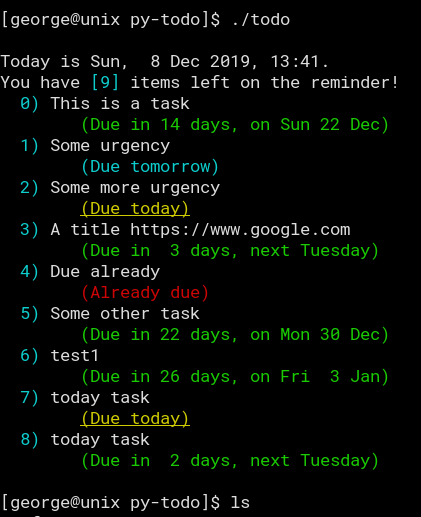 [george@unix py-todo]$ ./todo
Today is Sun,  8 Dec 2019, 13:41.
You have [9] items left on the reminder!
0) This is a task
(Due in 14 days, on Sun 22 Dec)
1) Some urgency
(Due tomorrow)
2) Some more urgency
(Due today)
3) A title https://www.google.com
(Due in  3 days, next Tuesday)
4) Due already
(Already due)
5) Some other task
(Due in 22 days, on Mon 30 Dec)
6) test1
(Due in 26 days, on Fri  3 Jan)
7) today task
(Due today)
8) today task
(Due in  2 days, next Tuesday)
[george@unix py-todo]$ ls